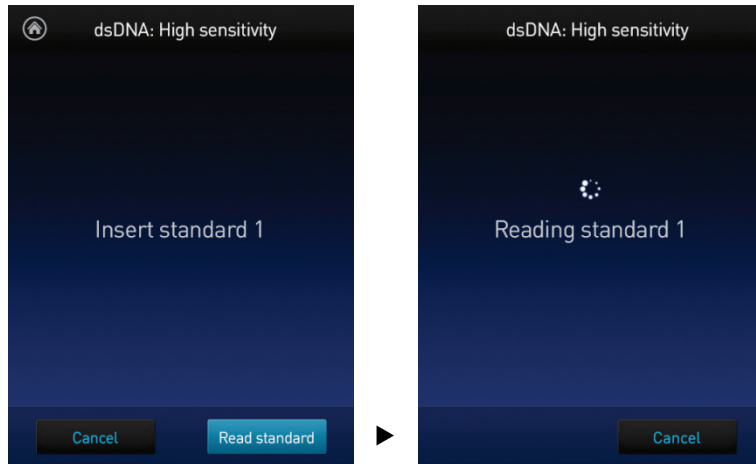 dsDNA: High sensitivity
Insert standard 1
Cancel
Read standard
dsDNA: High sensitivity
Reading standard 1
Cancel